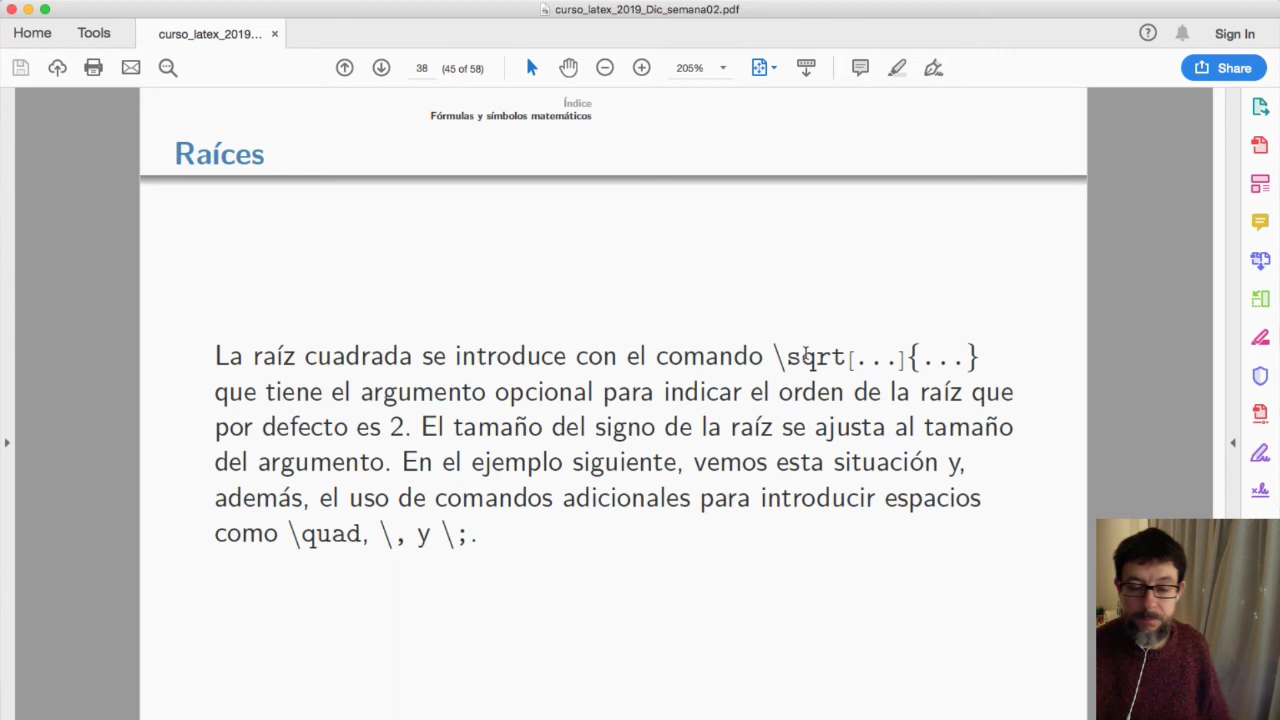 curso_latex_2019_Dic_semana02.pdf
Home Tools curso_latex_2019... × Sign In
38 (45 of 58) 205% Share
Índice
Fórmulas y símbolos matemáticos
Raíces
La raíz cuadrada se introduce con el comando \sqrt[...]{...}
que tiene el argumento opcional para indicar el orden de la raíz que
por defecto es 2. El tamaño del signo de la raíz se ajusta al tamaño
del argumento. En el ejemplo siguiente, vemos esta situación y,
además, el uso de comandos adicionales para introducir espacios
como \quad, \, y \;.